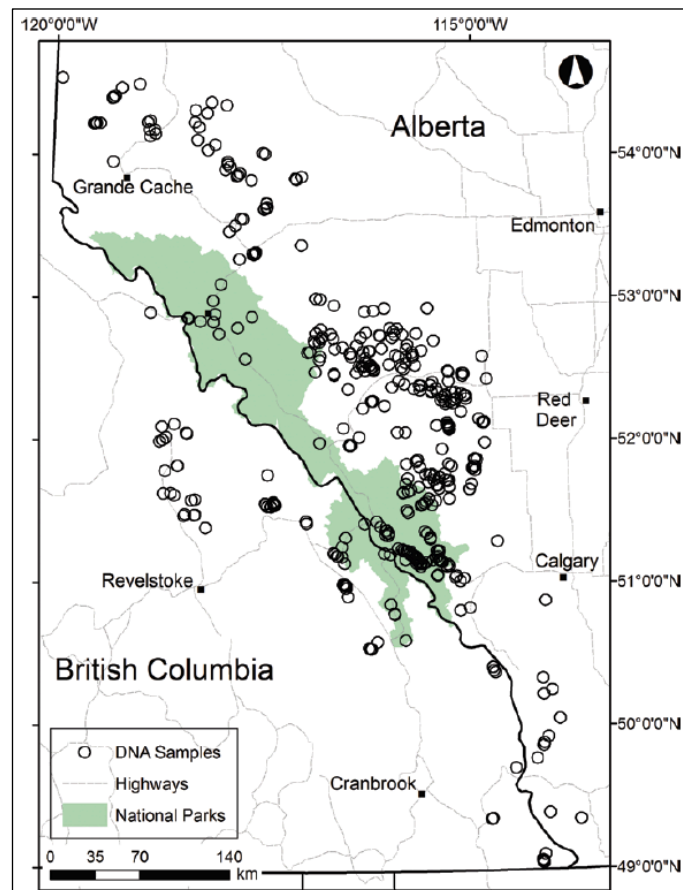 120°0'0"W
115°0'0"W
Alberta
54°0'0"N
Grande Cache
Edmonton
53°0'0"N
Red
Deer
52°0'0"N
Calgary
51°0'0"N
Revelstoke
British Columbia
50°0'0"N
DNA Samples
Highways
National Parks
Cranbrook
0 35 70 140
km
49°0'0"N